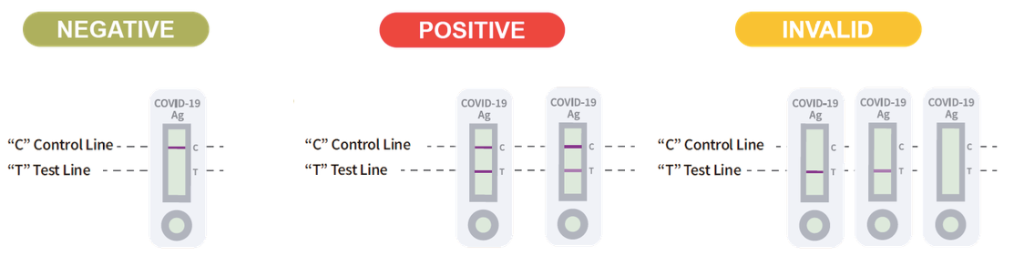 NEGATIVE
COVID-19
Ag
“C” Control Line
C
“T” Test Line
T
POSITIVE
COVID-19
Ag
COVID-19
Ag
“C” Control Line
C
C
“T” Test Line
T
T
INVALID
COVID-19
Ag
COVID-19
Ag
COVID-19
Ag
“C” Control Line
C
C
C
“T” Test Line
T
T
T